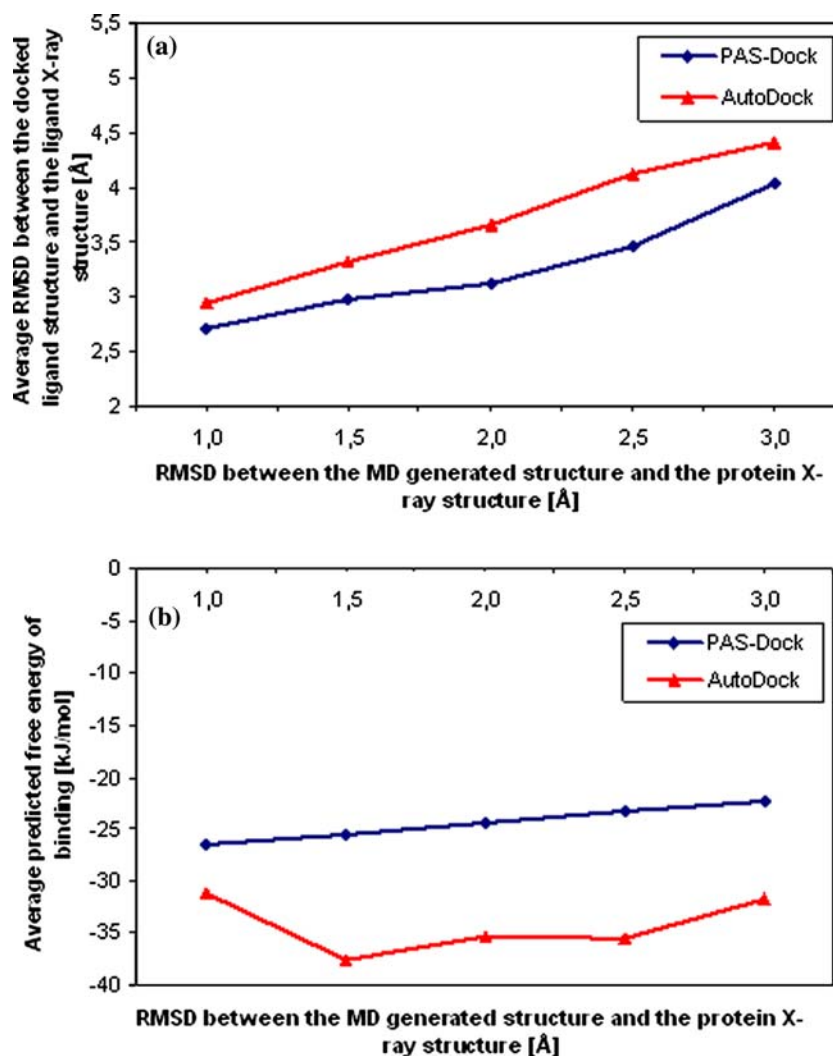 (a)
PAS-Dock
AutoDock
Average RMSD between the docked
ligand structure and the ligand X-ray
structure [Å]
5,5
5
4,5
4
3,5
3
2,5
2
1,0 1,5 2,0 2,5 3,0
RMSD between the MD generated structure and the protein X-
ray structure [Å]
(b)
PAS-Dock
AutoDock
Average predicted free energy of
binding [kJ/mol]
0
-5
-10
-15
-20
-25
-30
-35
-40
1,0 1,5 2,0 2,5 3,0
RMSD between the MD generated structure and the protein X-
ray structure [Å]